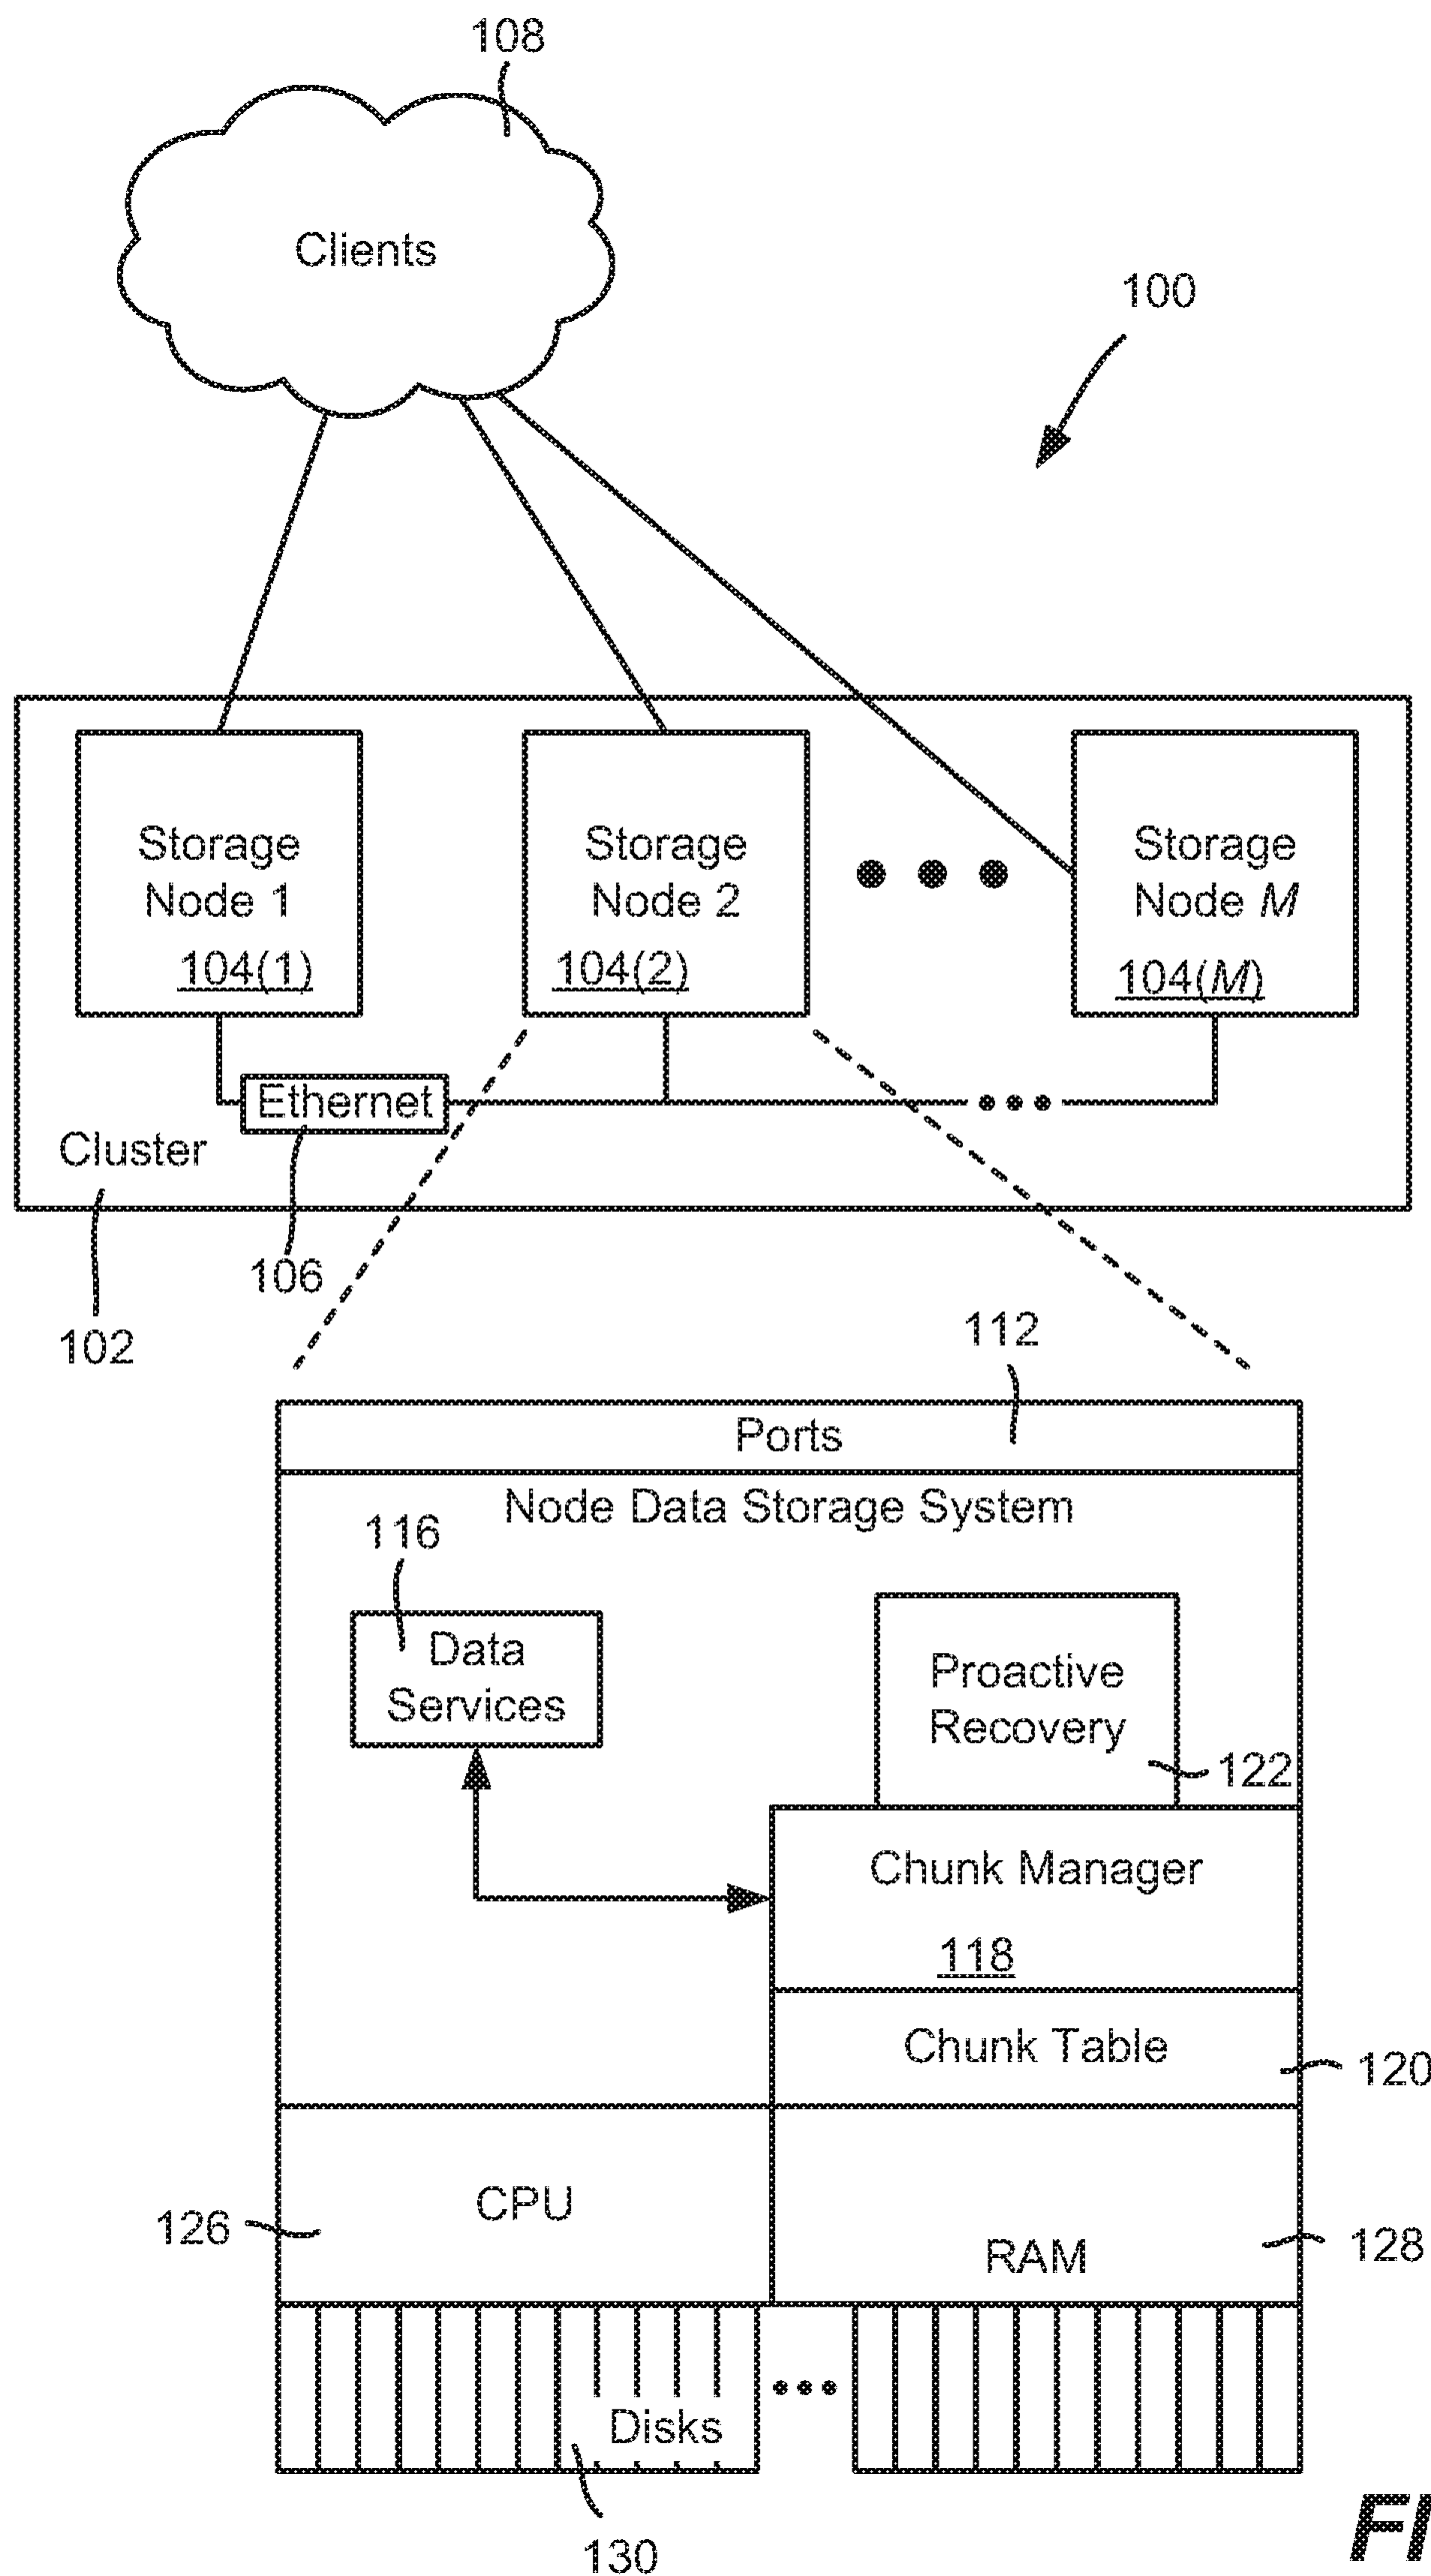 108
Clients
100
Storage
Node 1
104(1)
Storage
Node 2
104(2)
Storage
Node M
104(M)
Ethernet
Cluster
106
102
112
Ports
Node Data Storage System
116
Data
Services
Proactive
Recovery
122
Chunk Manager
118
Chunk Table
120
CPU
126
RAM
128
Disks
130
FI